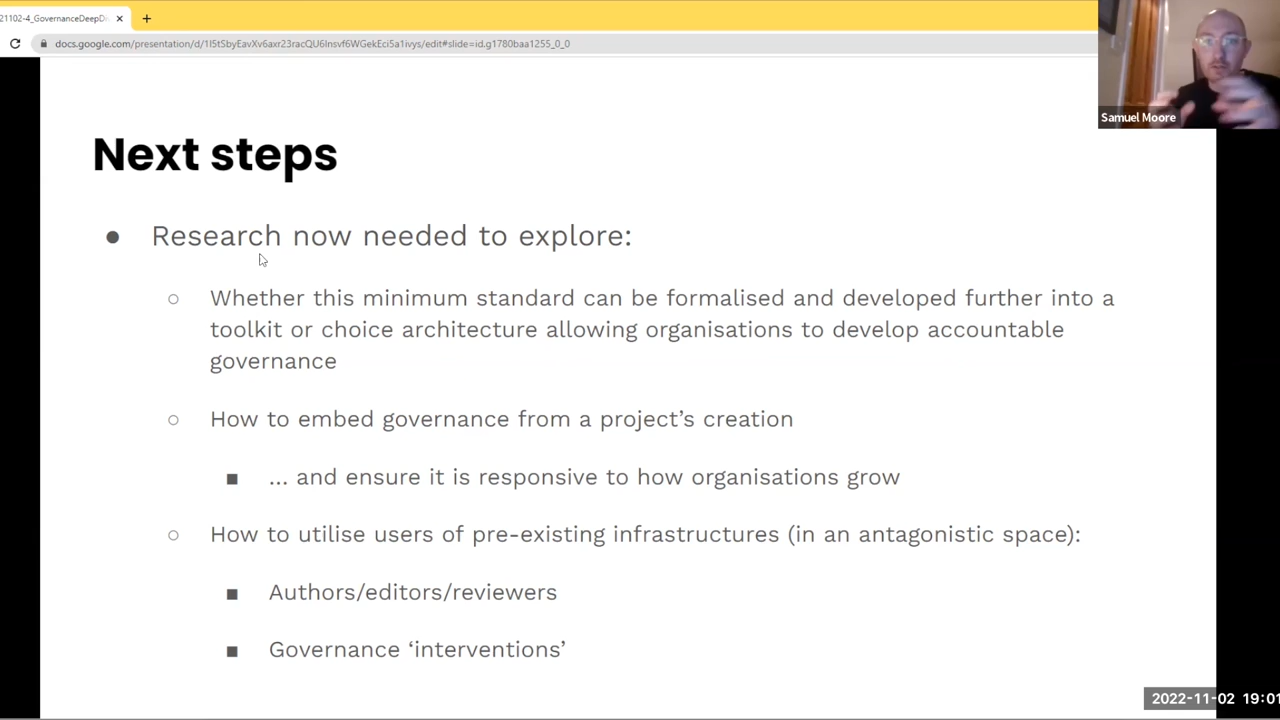 21102-4_GovernanceDeepDi
docs.google.com/presentation/d/1I5tSbyEavXv6axr23racQU6Insvf6WGekEci5a1ivys/edit#slide=id.g1780baa1255_0_0
Samuel Moore
Next steps
● Research now needed to explore:
○ Whether this minimum standard can be formalised and developed further into a
toolkit or choice architecture allowing organisations to develop accountable
governance
○ How to embed governance from a project’s creation
■ … and ensure it is responsive to how organisations grow
○ How to utilise users of pre-existing infrastructures (in an antagonistic space):
■ Authors/editors/reviewers
■ Governance ‘interventions’
2022-11-02 19:01